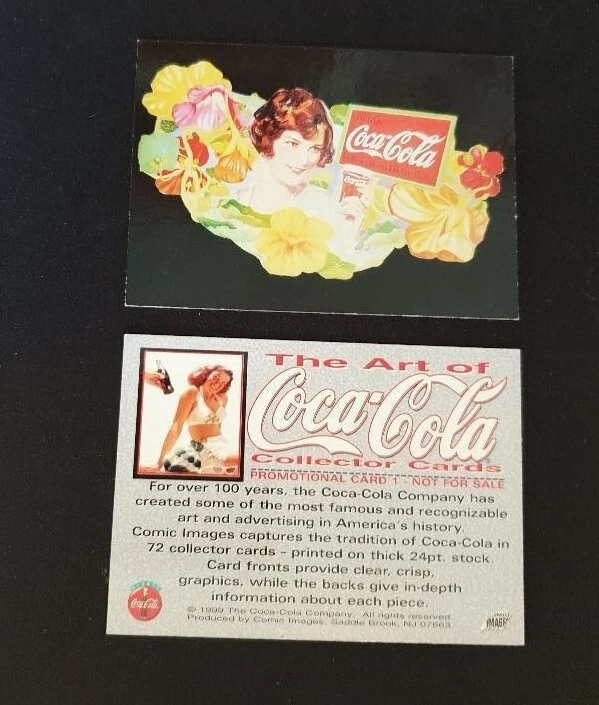 Coca-Cola
The Art of
Coca-Cola
Collector Cards
PROMOTIONAL CARD 1 - NOT FOR SALE
For over 100 years, the Coca-Cola Company has
created some of the most famous and recognizable
art and advertising in America's history.
Comic Images captures the tradition of Coca-Cola in
72 collector cards - printed on thick 24pt. stock.
Card fronts provide clear, crisp,
graphics, while the backs give in-depth
information about each piece.
© 1999 The Coca-Cola Company. All rights reserved.
Produced by Comic Images, Saddle Brook, NJ 07663.
Coca-Cola
IMAGES